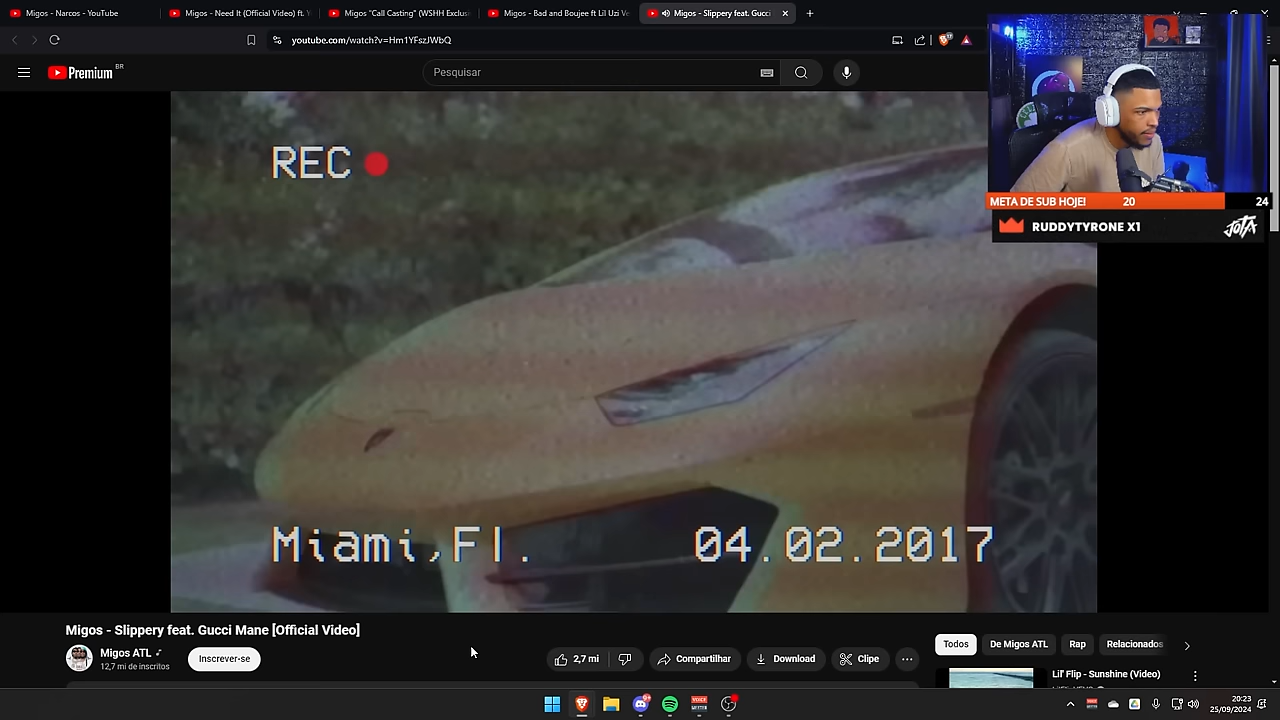 Migos - Narcos - YouTube
Migos - Need It (Official Video) ft. Y
Migos "Call Casting" (WSHH Exclus
Migos - Bad and Boujee ft Lil Uzi Ve
Migos - Slippery feat. Gucci
youtube.com/watch?v=Hm1YFszJWbQ
Premium BR
Pesquisar
REC
META DE SUB HOJE! 20 24
RUDDYTYRONE X1
JOTA
Miami,Fl. 04.02.2017
Migos - Slippery feat. Gucci Mane [Official Video]
Migos ATL
12,7 mi de inscritos
Inscrever-se
2,7 mi
Compartilhar
Download
Clipe
Todos
De Migos ATL
Rap
Relacionados
Lil' Flip - Sunshine (Video)
20:23
25/09/2024